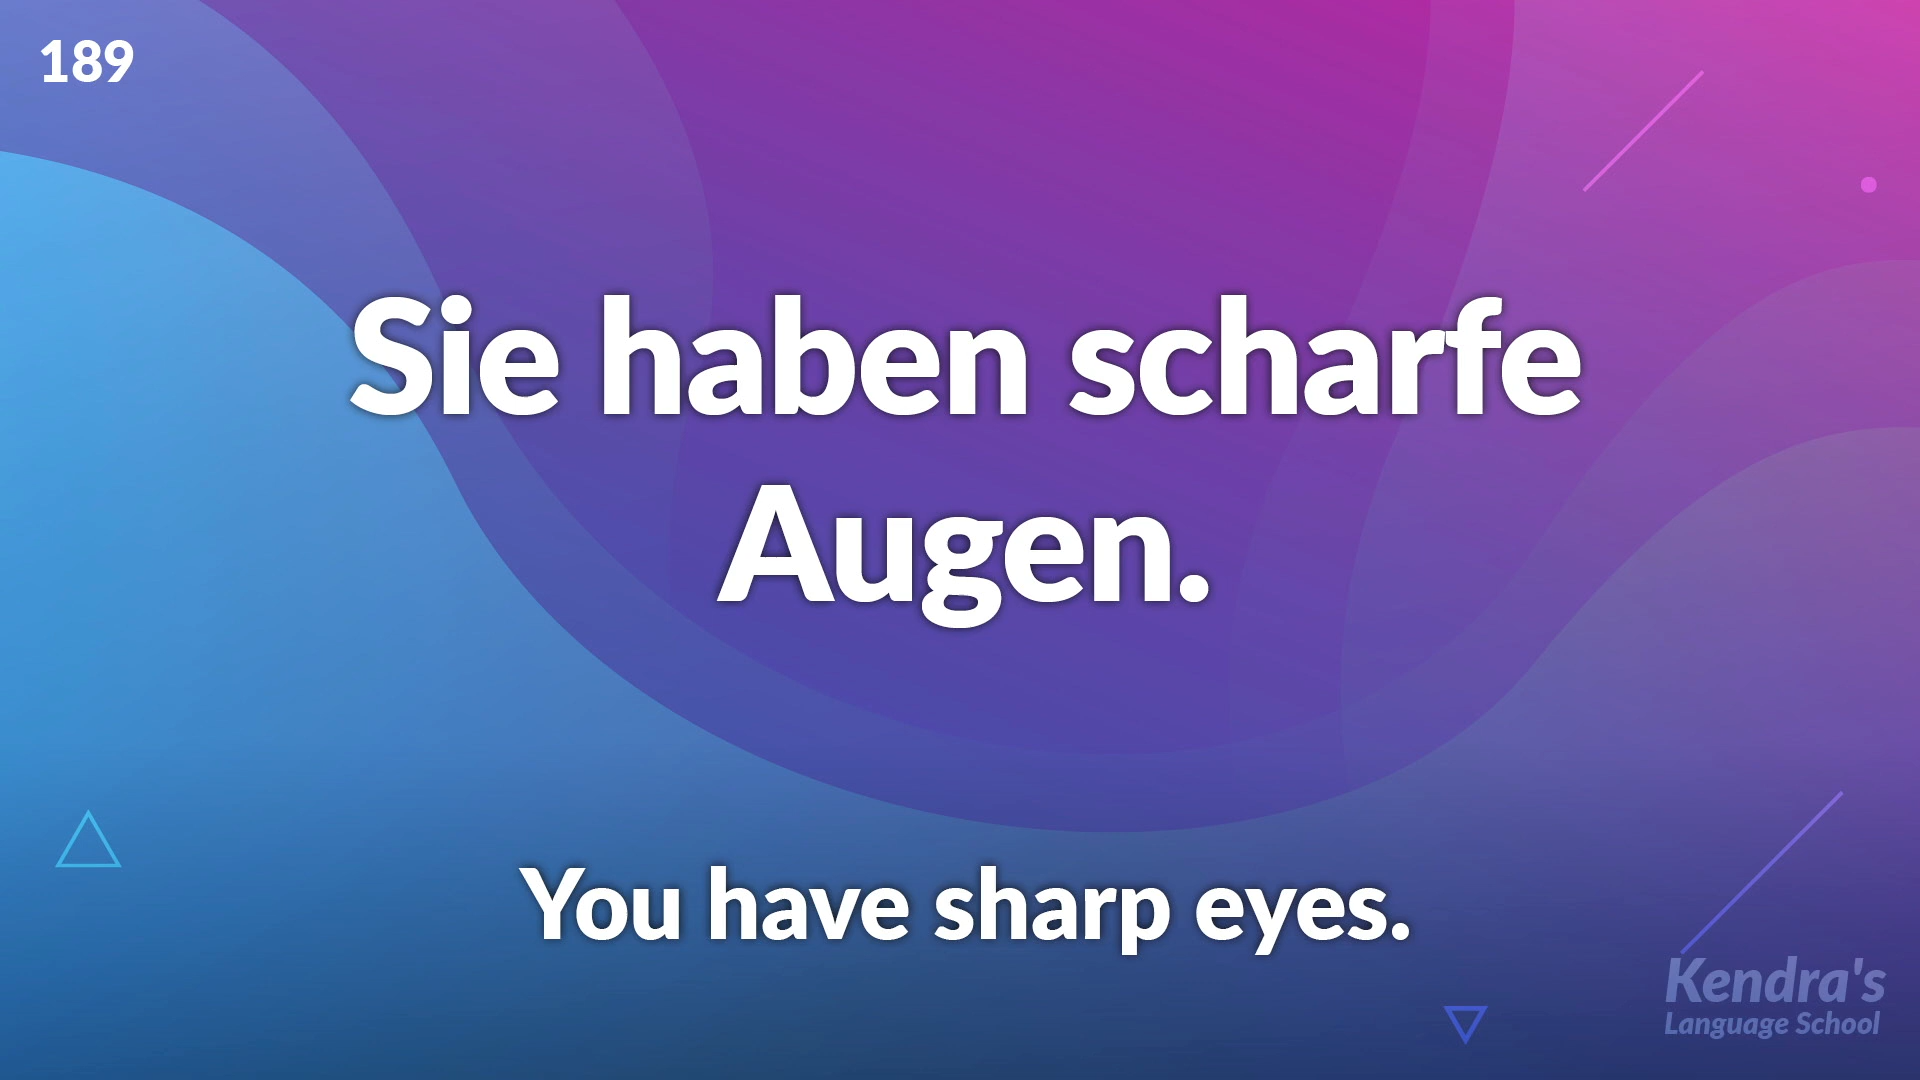 189
Sie haben scharfe
Augen.
You have sharp eyes.
Kendra's
Language School